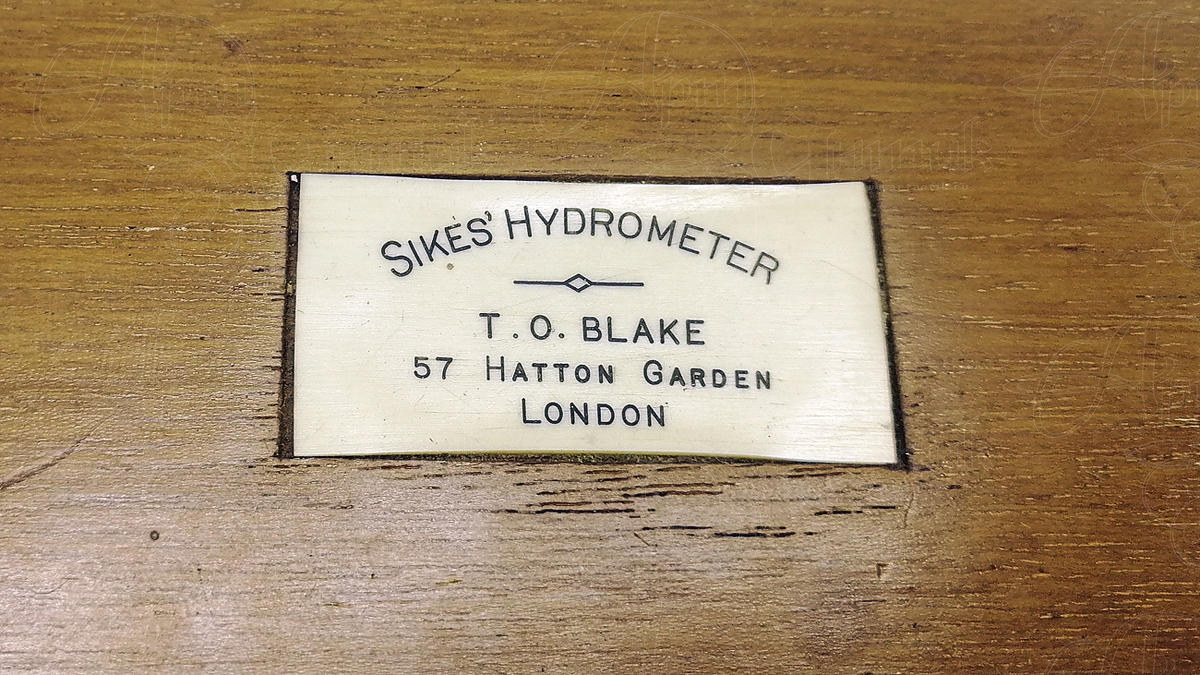 SIKES' HYDROMETER
T. O. BLAKE
57 HATTON GARDEN
LONDON